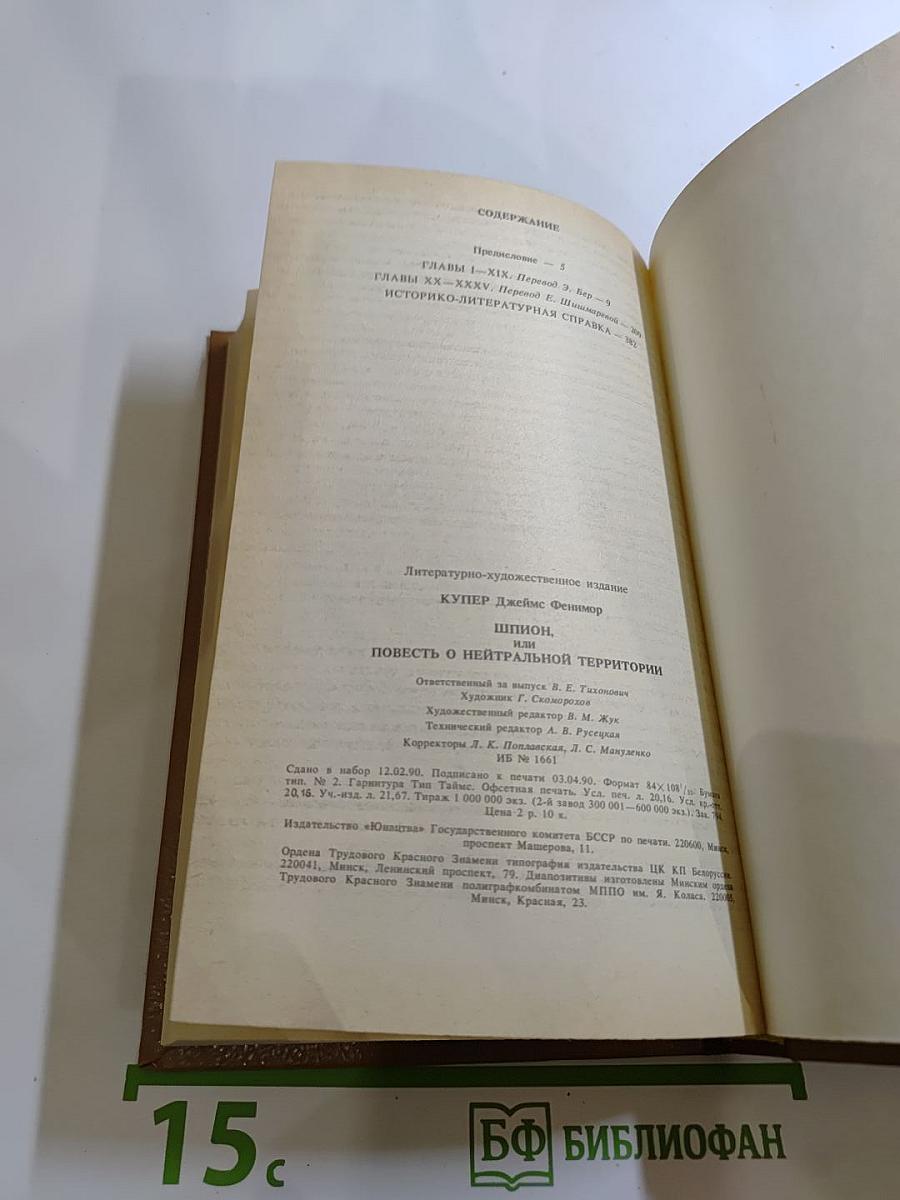 СОДЕРЖАНИЕ
Предисловие — 5
ГЛАВЫ I—XIX. Перевод Э. Бер — 9
ГЛАВЫ XX—XXXV. Перевод Е. Шишмаревой — 209
ИСТОРИКО-ЛИТЕРАТУРНАЯ СПРАВКА — 382
Литературно-художественное издание
КУПЕР Джеймс Фенимор
ШПИОН,
или
ПОВЕСТЬ О НЕЙТРАЛЬНОЙ ТЕРРИТОРИИ
Ответственный за выпуск В. Е. Тихонович
Художник Г. Скоморохов
Художественный редактор В. М. Жук
Технический редактор А. В. Русецкая
Корректоры Л. К. Поплавская, Л. С. Мануленко
ИБ № 1661
Сдано в набор 12.02.90. Подписано к печати 03.04.90. Формат 84×108¹/₃₂. Бумага
тип. № 2. Гарнитура Тип Таймс. Офсетная печать. Усл. печ. л. 20,16. Усл. кр.-отт.
20,16. Уч.-изд. л. 21,67. Тираж 1 000 000 экз. (2-й завод 300 001—600 000 экз.). Зак. 794.
Цена 2 р. 10 к.
Издательство «Юнацтва» Государственного комитета БССР по печати. 220600, Минск,
проспект Машерова, 11.
Ордена Трудового Красного Знамени типография издательства ЦК КП Белоруссии.
220041, Минск, Ленинский проспект, 79. Диапозитивы изготовлены Минским ордена
Трудового Красного Знамени полиграфкомбинатом МППО им. Я. Коласа. 220005,
Минск, Красная, 23.
15 с
БФ БИБЛИОФАН